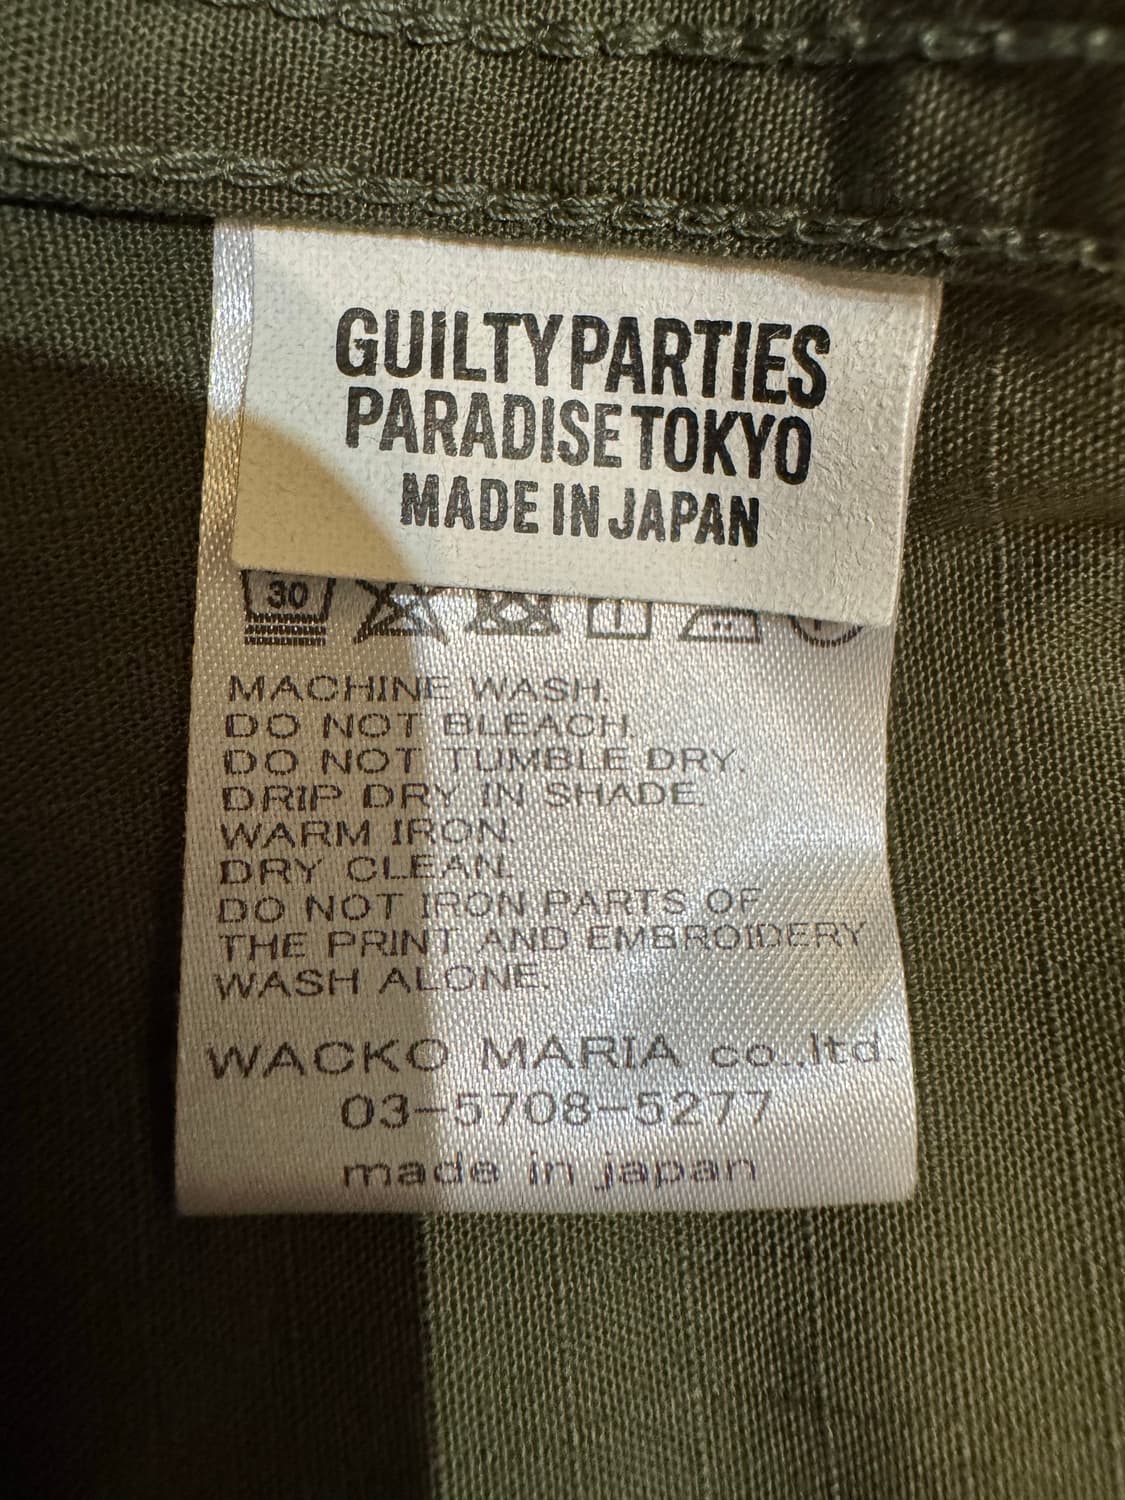 GUILTY PARTIES
PARADISE TOKYO
MADE IN JAPAN
30
MACHINE WASH.
DO NOT BLEACH.
DO NOT TUMBLE DRY.
DRIP DRY IN SHADE.
WARM IRON.
DRY CLEAN.
DO NOT IRON PARTS OF
THE PRINT AND EMBROIDERY
WASH ALONE.
WACKO MARIA co.,ltd.
03-5708-5277
made in japan